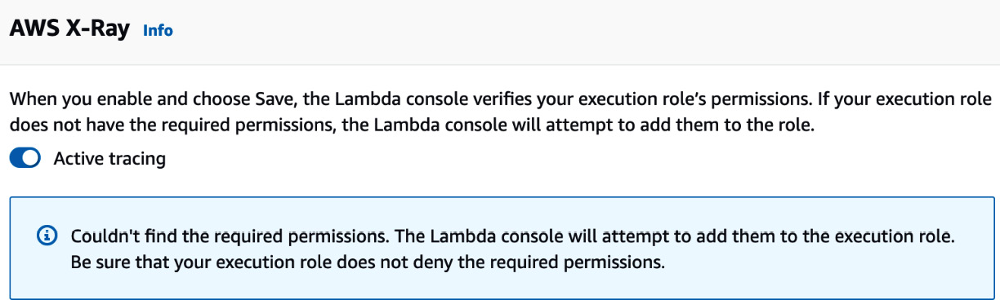 AWS X-Ray Info
When you enable and choose Save, the Lambda console verifies your execution role’s permissions. If your execution role
does not have the required permissions, the Lambda console will attempt to add them to the role.
Active tracing
Couldn't find the required permissions. The Lambda console will attempt to add them to the execution role.
Be sure that your execution role does not deny the required permissions.